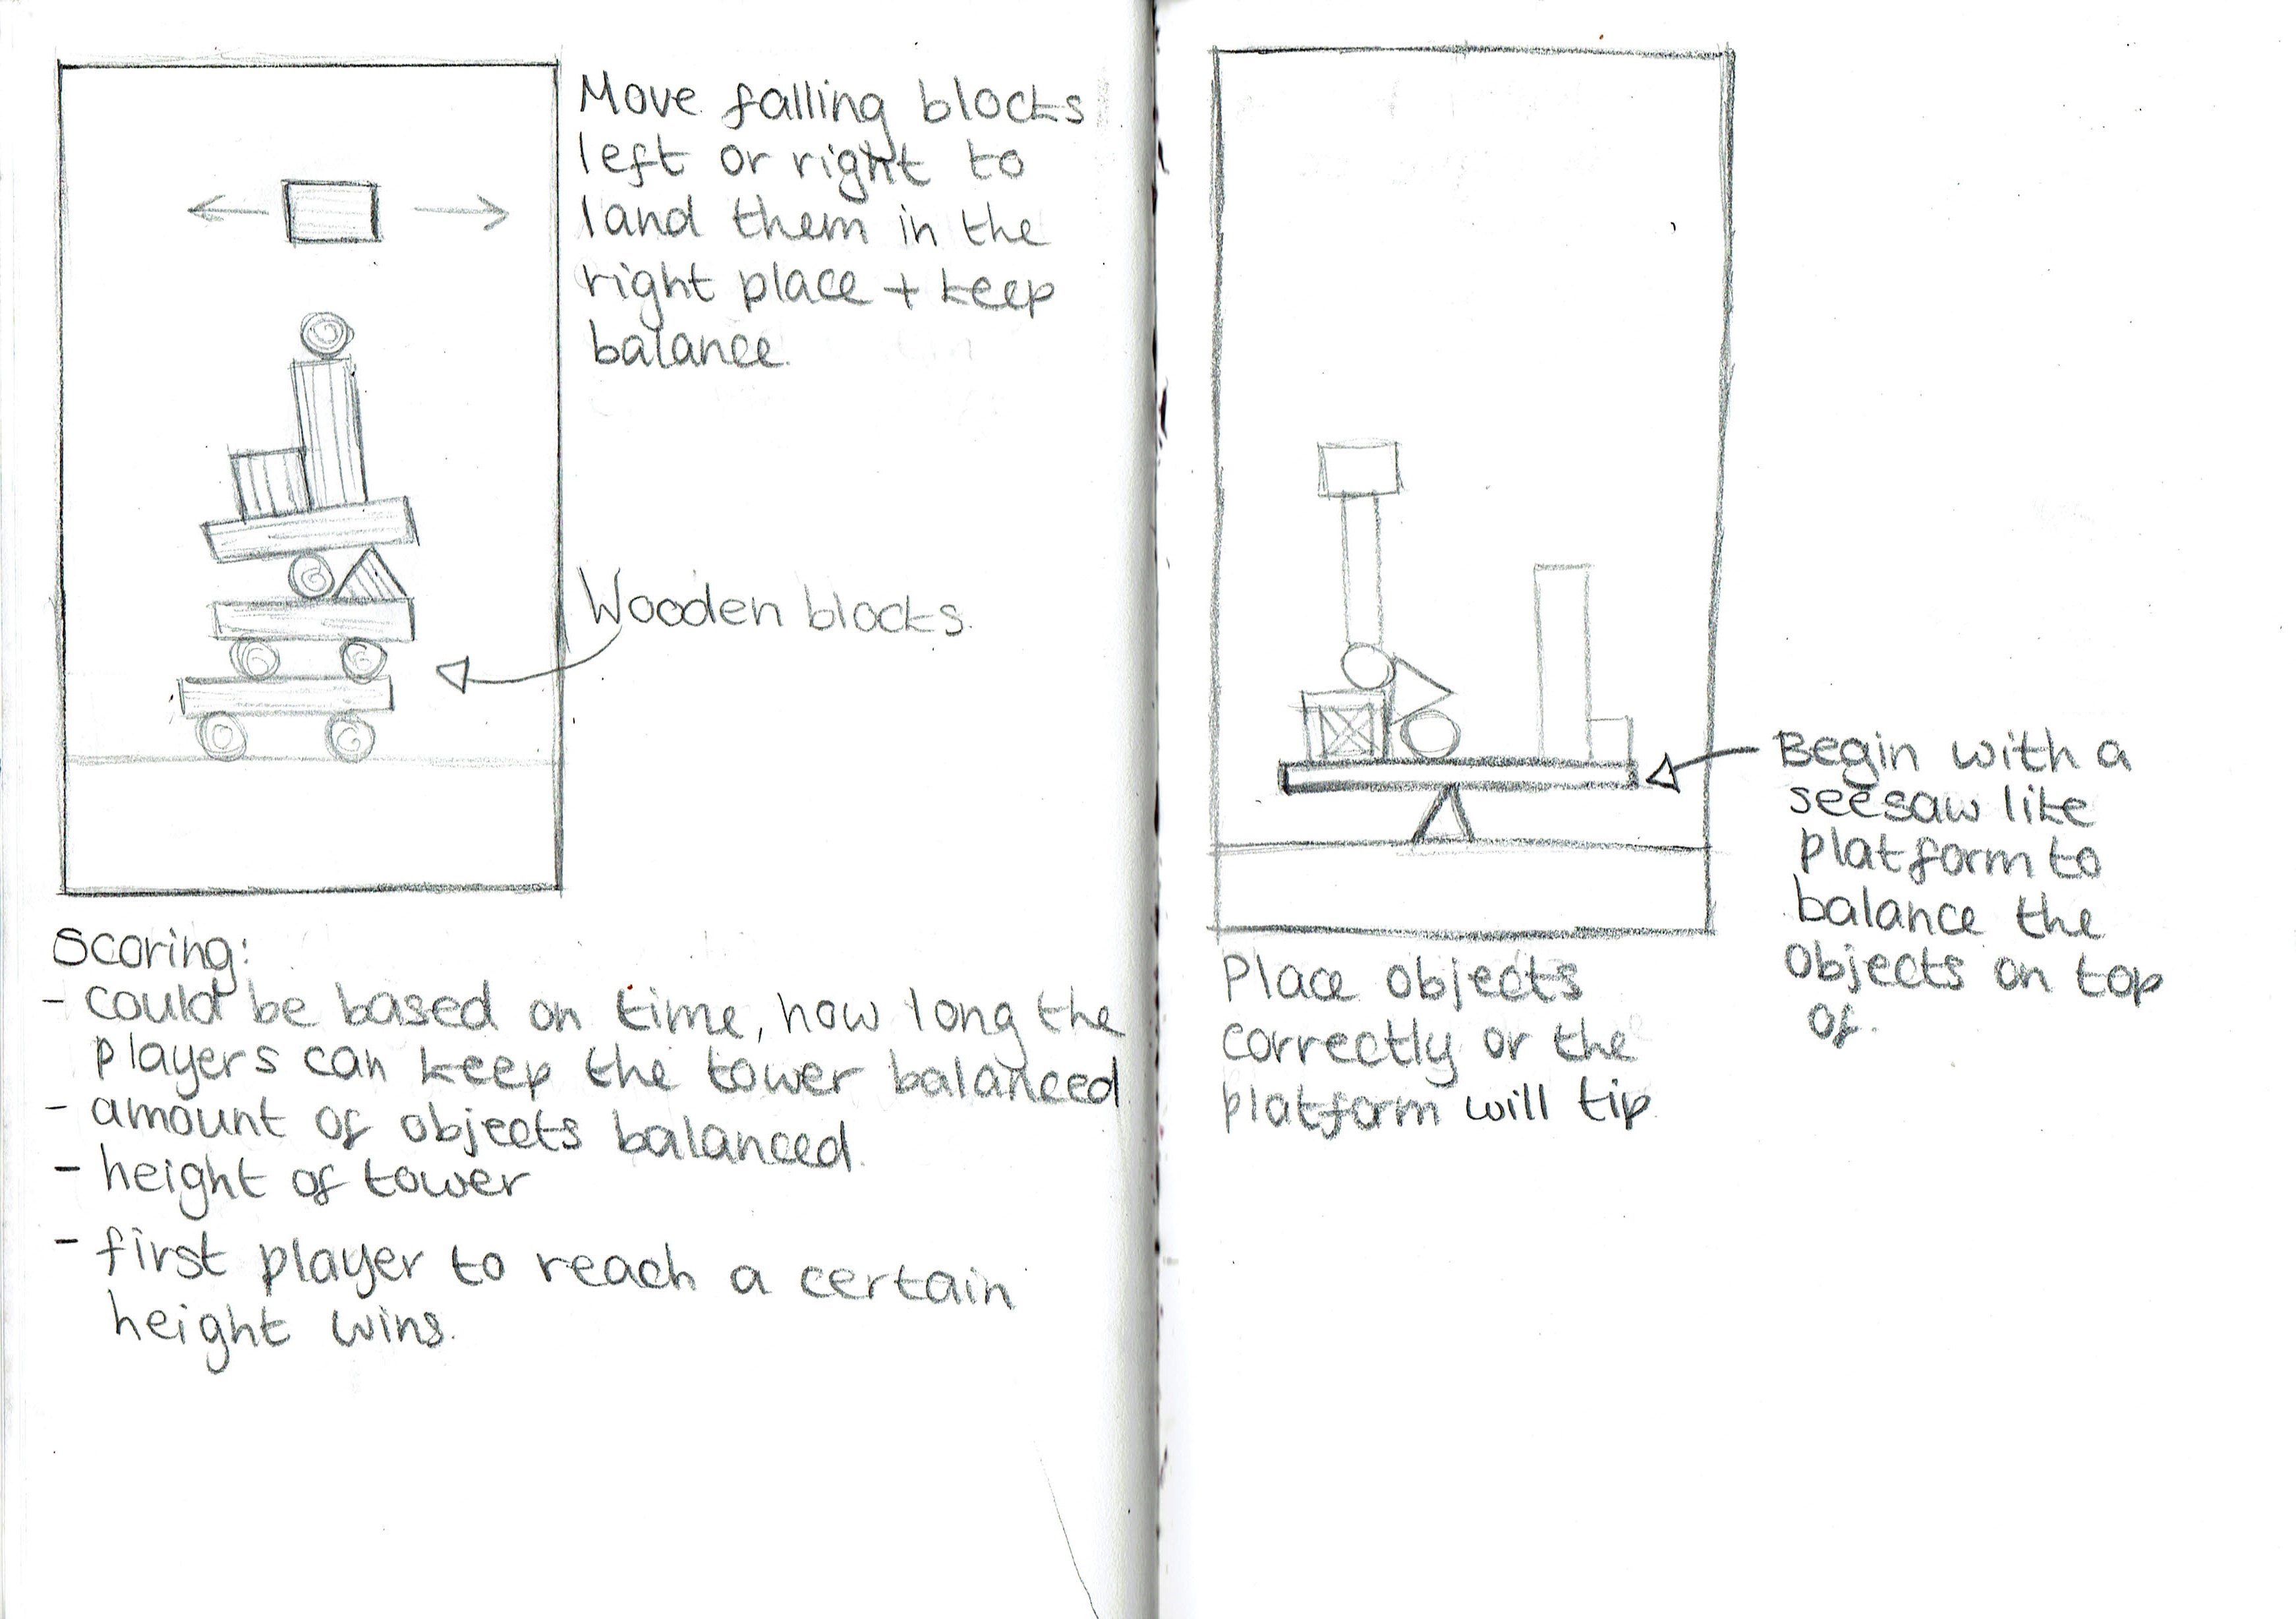 Move falling blocks
left or right to
land them in the
right place + keep
balance.
Wooden blocks.
Scoring:
- could be based on time, how long the
players can keep the tower balanced
- amount of objects balanced.
- height of tower
- first player to reach a certain
height wins.
Begin with a
seesaw like
platform to
balance the
objects on top
of.
Place objects
correctly or the
platform will tip